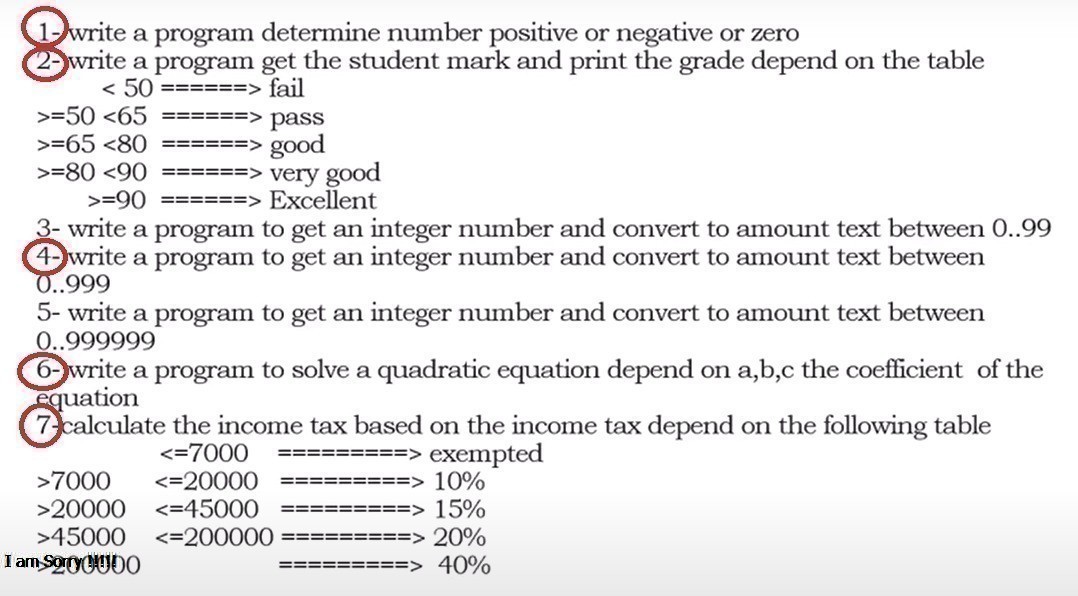 1- write a program determine number positive or negative or zero
2- write a program get the student mark and print the grade depend on the table
< 50 ======> fail
>=50 <65 ======> pass
>=65 <80 ======> good
>=80 <90 ======> very good
>=90 ======> Excellent
3- write a program to get an integer number and convert to amount text between 0..99
4- write a program to get an integer number and convert to amount text between
0..999
5- write a program to get an integer number and convert to amount text between
0..999999
6- write a program to solve a quadratic equation depend on a,b,c the coefficient of the
equation
7-calculate the income tax based on the income tax depend on the following table
<=7000 =========> exempted
>7000 <=20000 =========> 10%
>20000 <=45000 =========> 15%
>45000 <=200000 =========> 20%
I am Sorry !!!!!
>200000 =========> 40%